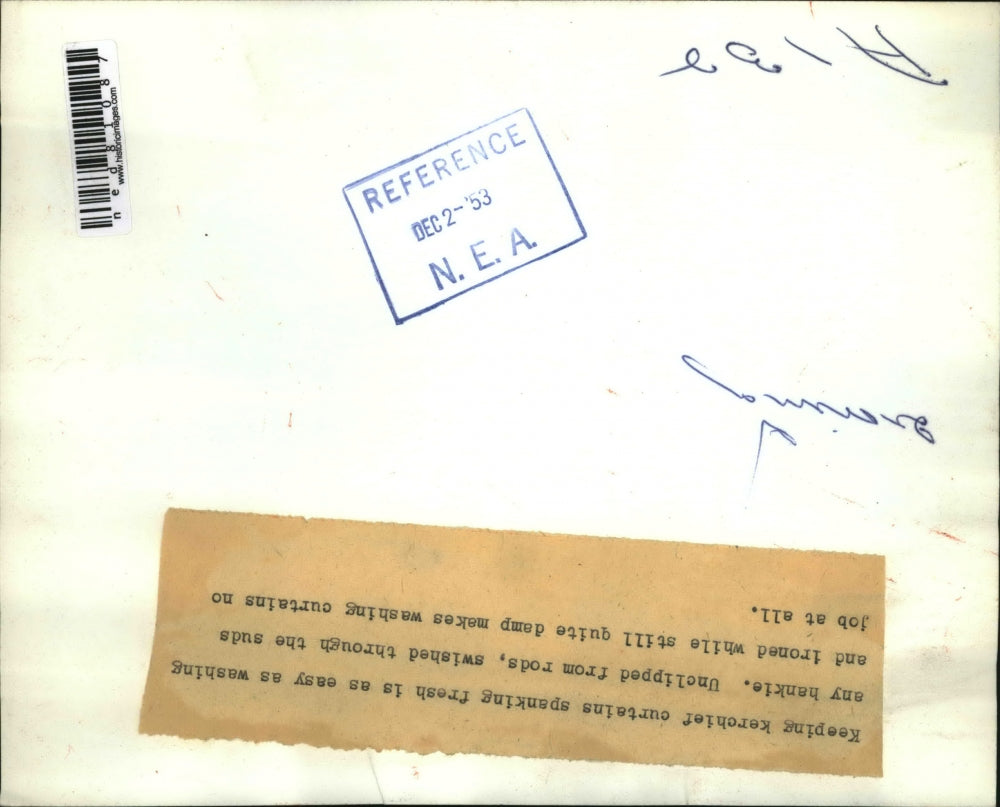 ned81087
www.historicimages.com
REFERENCE
DEC 2-'53
N. E. A.
Keeping kerchief curtains spanking fresh is as easy as washing
any hankie. Unclipped from rods, swished through the suds
and ironed while still quite damp makes washing curtains no
job at all.